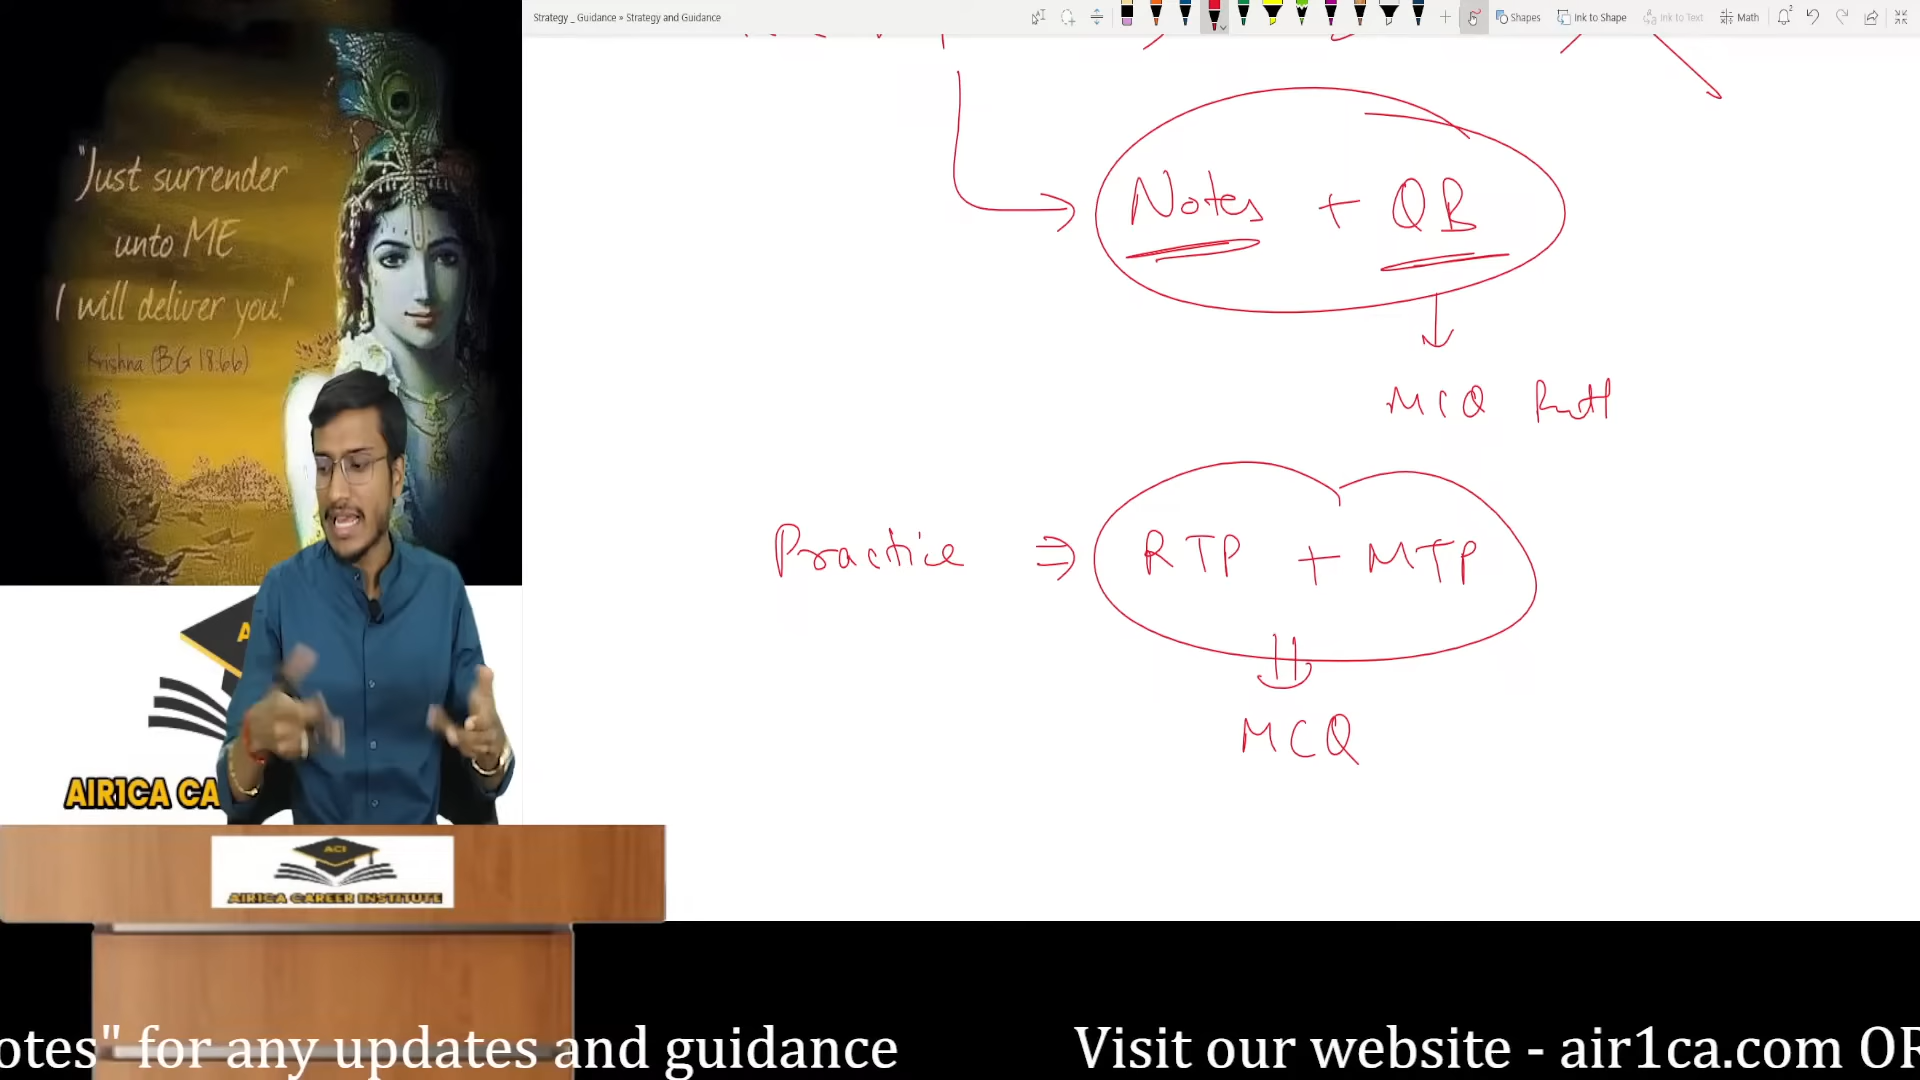 Strategy _ Guidance » Strategy and Guidance
Shapes
Ink to Shape
Ink to Text
Math
"Just surrender
unto ME
I will deliver you!"
Krishna (BG 18.66)
Notes + QB
MCQ
Practice ⇒ RTP + MTP
MCQ
AIR1CA CA
ACI
AIR1CA CAREER INSTITUTE
otes" for any updates and guidance
Visit our website - air1ca.com OR